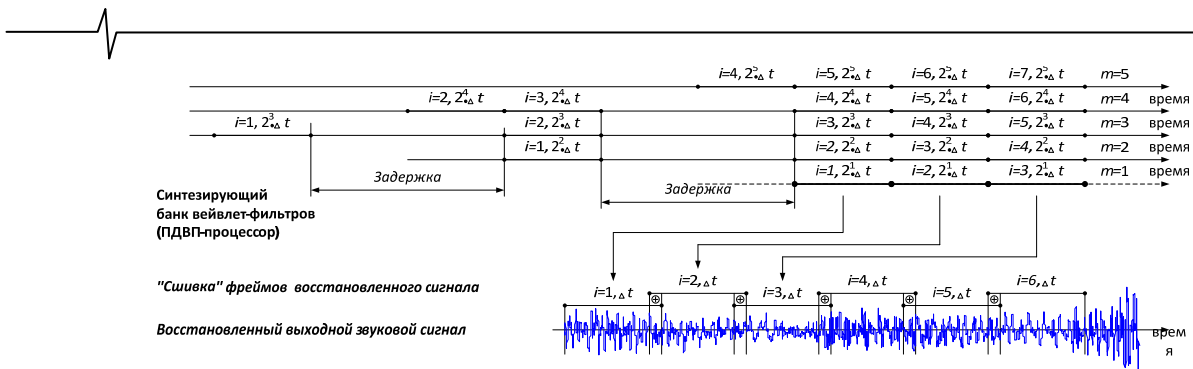 i=4, 2⁵•Δ t i=5, 2⁵•Δ t i=6, 2⁵•Δ t i=7, 2⁵•Δ t m=5
i=2, 2⁴•Δ t i=3, 2⁴•Δ t i=4, 2⁴•Δ t i=5, 2⁴•Δ t i=6, 2⁴•Δ t m=4 время
i=1, 2³•Δ t i=2, 2³•Δ t i=3, 2³•Δ t i=4, 2³•Δ t i=5, 2³•Δ t m=3 время
i=1, 2²•Δ t i=2, 2²•Δ t i=3, 2²•Δ t i=4, 2²•Δ t m=2 время
i=1, 2¹•Δ t i=2, 2¹•Δ t i=3, 2¹•Δ t m=1 время
Задержка
Задержка
Синтезирующий
банк вейвлет-фильтров
(ПДВП-процессор)
"Сшивка" фреймов восстановленного сигнала
i=1, Δ t i=2, Δ t i=3, Δ t i=4, Δ t i=5, Δ t i=6, Δ t
Восстановленный выходной звуковой сигнал
врем
я